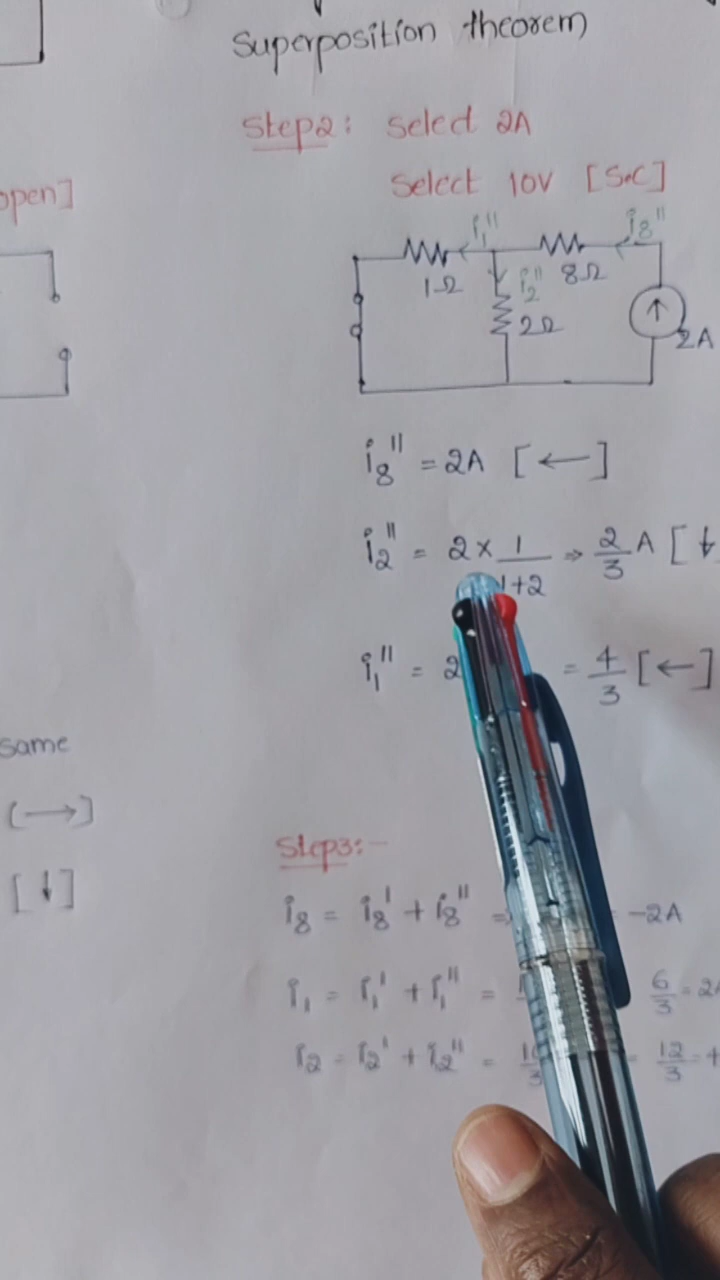 Superposition theorem
Step2: Select 2A
Select 10V [S.C]
open]
i₁'' i₈''
1Ω i₂'' 8Ω
2Ω 2A
i₈'' = 2A [←]
i₂'' = 2 × 1/(1+2) ⇒ 2/3 A [↓
i₁'' = 2 = 4/3 [←]
same
(→]
[↓]
Step3:-
i₈ = i₈' + i₈'' = -2A
i₁ = i₁' + i₁'' = 6/3 = 2A
i₂ = i₂' + i₂'' = = 12/3 = 4